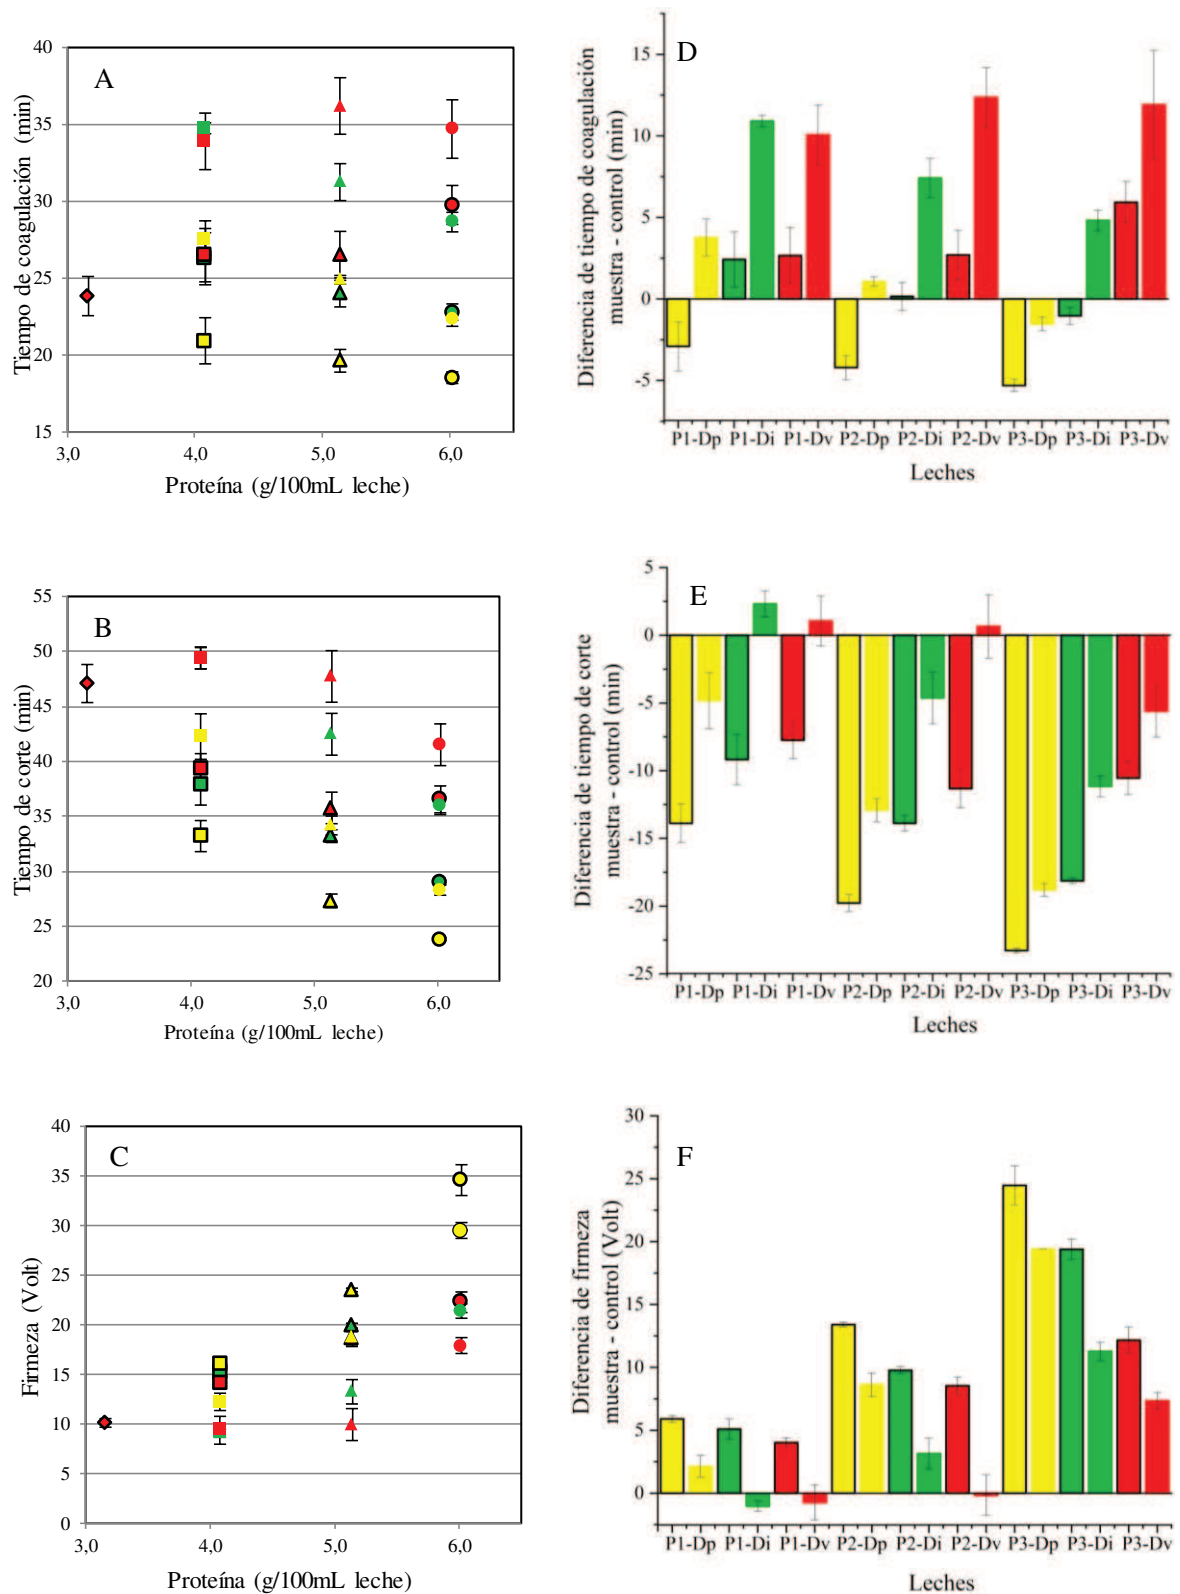 A
Tiempo de coagulación (min)
40
35
30
25
20
15
3,0 4,0 5,0 6,0
Proteína (g/100mL leche)
D
Diferencia de tiempo de coagulación
muestra - control (min)
15
10
5
0
-5
P1-Dp P1-Di P1-Dv P2-Dp P2-Di P2-Dv P3-Dp P3-Di P3-Dv
Leches
B
Tiempo de corte (min)
55
50
45
40
35
30
25
20
3,0 4,0 5,0 6,0
Proteína (g/100mL leche)
E
Diferencia de tiempo de corte
muestra - control (min)
5
0
-5
-10
-15
-20
-25
P1-Dp P1-Di P1-Dv P2-Dp P2-Di P2-Dv P3-Dp P3-Di P3-Dv
Leches
C
Firmeza (Volt)
40
35
30
25
20
15
10
5
0
3,0 4,0 5,0 6,0
Proteína (g/100mL leche)
F
Diferencia de firmeza
muestra - control (Volt)
30
25
20
15
10
5
0
P1-Dp P1-Di P1-Dv P2-Dp P2-Di P2-Dv P3-Dp P3-Di P3-Dv
Leches